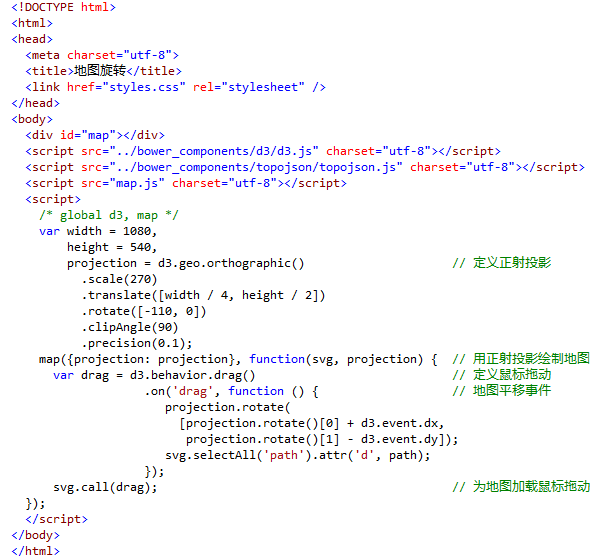 <!DOCTYPE html>
<html>
<head>
  <meta charset="utf-8">
  <title>地图旋转</title>
  <link href="styles.css" rel="stylesheet" />
</head>
<body>
  <div id="map"></div>
  <script src="../bower_components/d3/d3.js" charset="utf-8"></script>
  <script src="../bower_components/topojson/topojson.js" charset="utf-8"></script>
  <script src="map.js" charset="utf-8"></script>
  <script>
    /* global d3, map */
    var width = 1080,
        height = 540,
        projection = d3.geo.orthographic()                     // 定义正射投影
          .scale(270)
          .translate([width / 4, height / 2])
          .rotate([-110, 0])
          .clipAngle(90)
          .precision(0.1);
    map({projection: projection}, function(svg, projection) {  // 用正射投影绘制地图
      var drag = d3.behavior.drag()                            // 定义鼠标拖动
                   .on('drag', function () {                   // 地图平移事件
                      projection.rotate(
                        [projection.rotate()[0] + d3.event.dx,
                         projection.rotate()[1] - d3.event.dy]);
                      svg.selectAll('path').attr('d', path);
                   });
      svg.call(drag);                                          // 为地图加载鼠标拖动
  });
  </script>
</body>
</html>